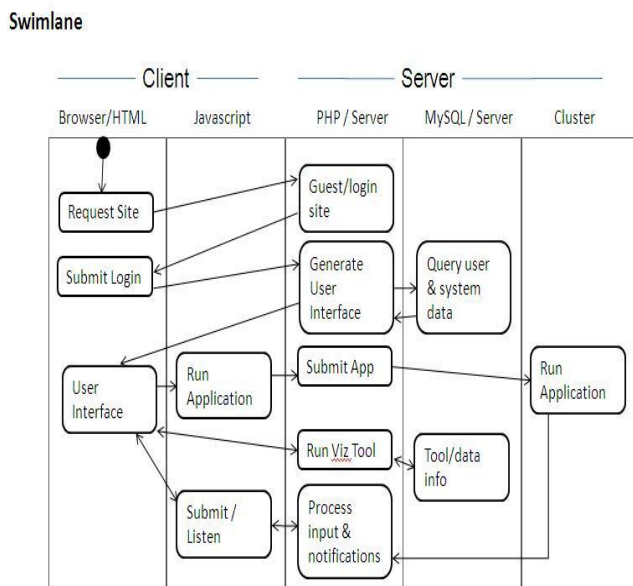 Swimlane
Client
Server
Browser/HTML
Javascript
PHP / Server
MySQL / Server
Cluster
Request Site
Guest/login
site
Submit Login
Generate
User
Interface
Query user
& system
data
User
Interface
Run
Application
Submit App
Run
Application
Run Viz Tool
Tool/data
info
Submit /
Listen
Process
input &
notifications